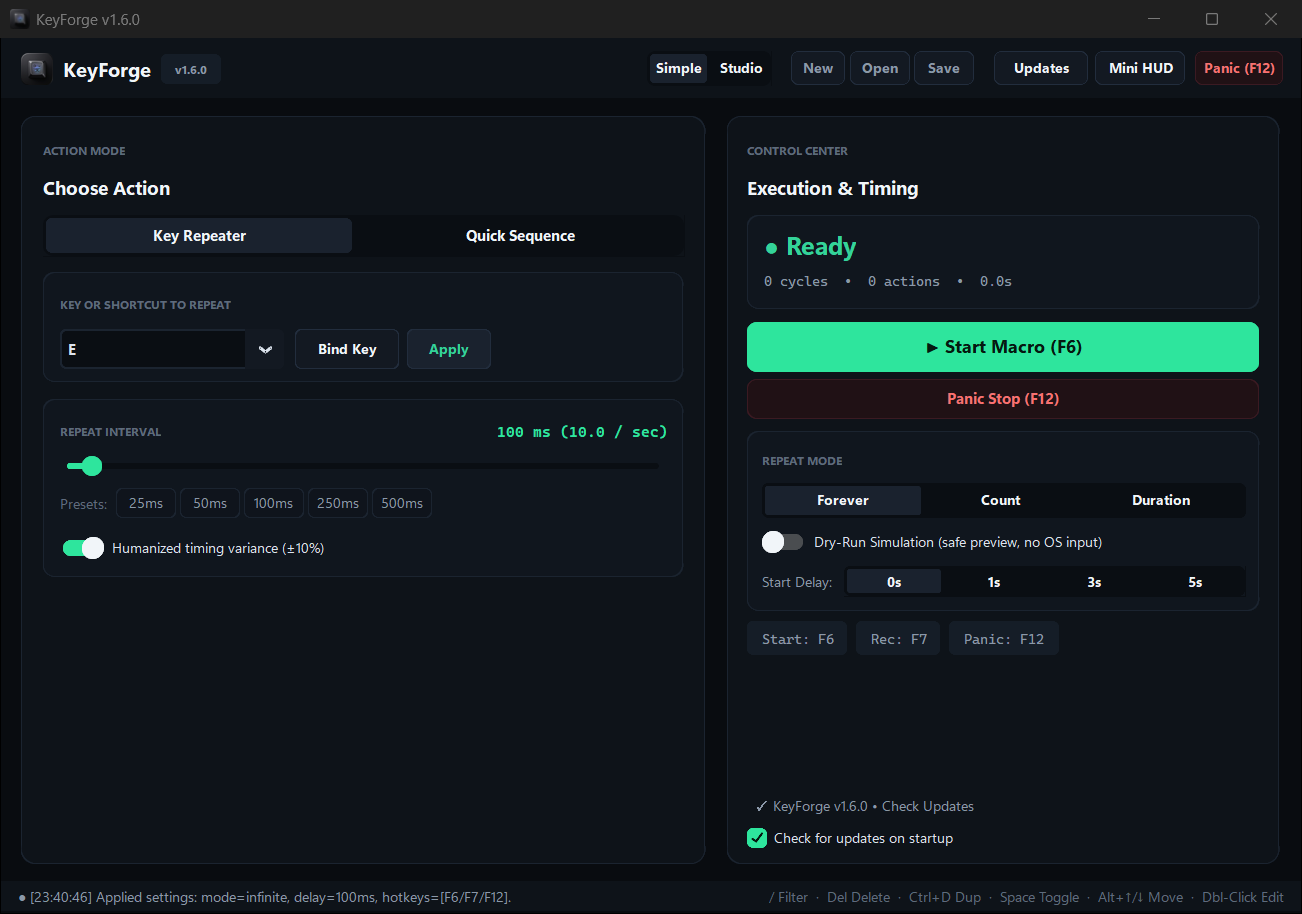 KeyForge v1.6.0
KeyForge v1.6.0 Simple Studio New Open Save Updates Mini HUD Panic (F12)
ACTION MODE
Choose Action
Key Repeater Quick Sequence
KEY OR SHORTCUT TO REPEAT
E Bind Key Apply
REPEAT INTERVAL 100 ms (10.0 / sec)
Presets: 25ms 50ms 100ms 250ms 500ms
Humanized timing variance (±10%)
CONTROL CENTER
Execution & Timing
● Ready
0 cycles • 0 actions • 0.0s
► Start Macro (F6)
Panic Stop (F12)
REPEAT MODE
Forever Count Duration
Dry-Run Simulation (safe preview, no OS input)
Start Delay: 0s 1s 3s 5s
Start: F6 Rec: F7 Panic: F12
✓ KeyForge v1.6.0 • Check Updates
Check for updates on startup
● [23:40:46] Applied settings: mode=infinite, delay=100ms, hotkeys=[F6/F7/F12]. / Filter · Del Delete · Ctrl+D Dup · Space Toggle · Alt+↑/↓ Move · Dbl-Click Edit